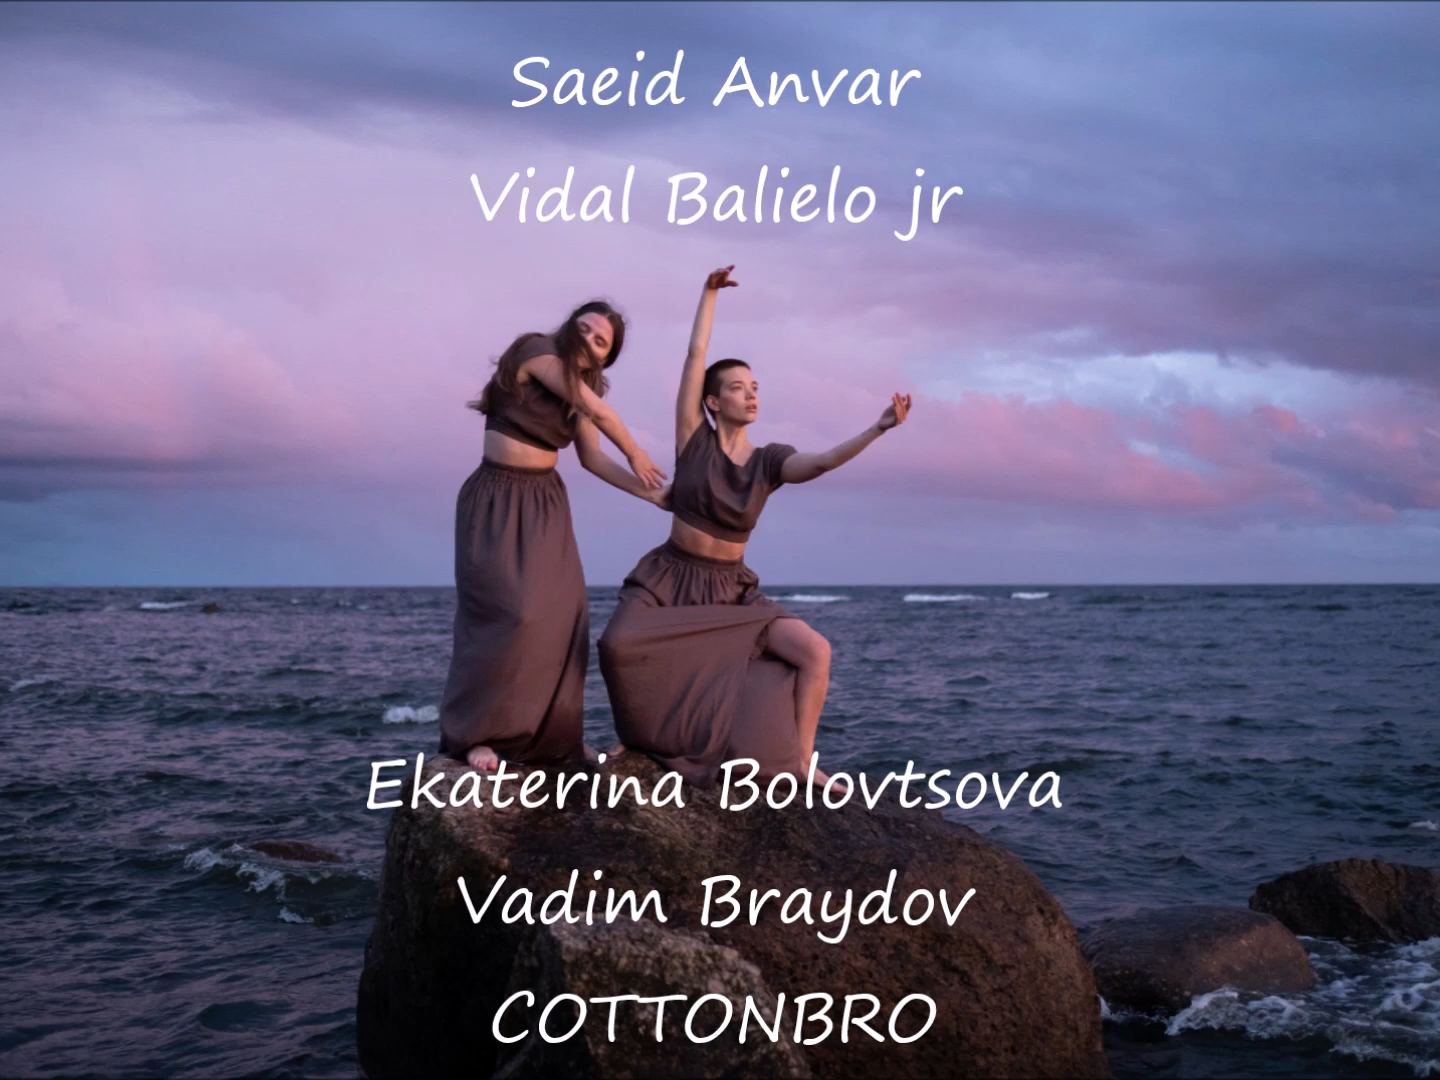 Saeid Anvar
Vidal Balielo jr
Ekaterina Bolovtsova
Vadim Braydov
COTTONBRO